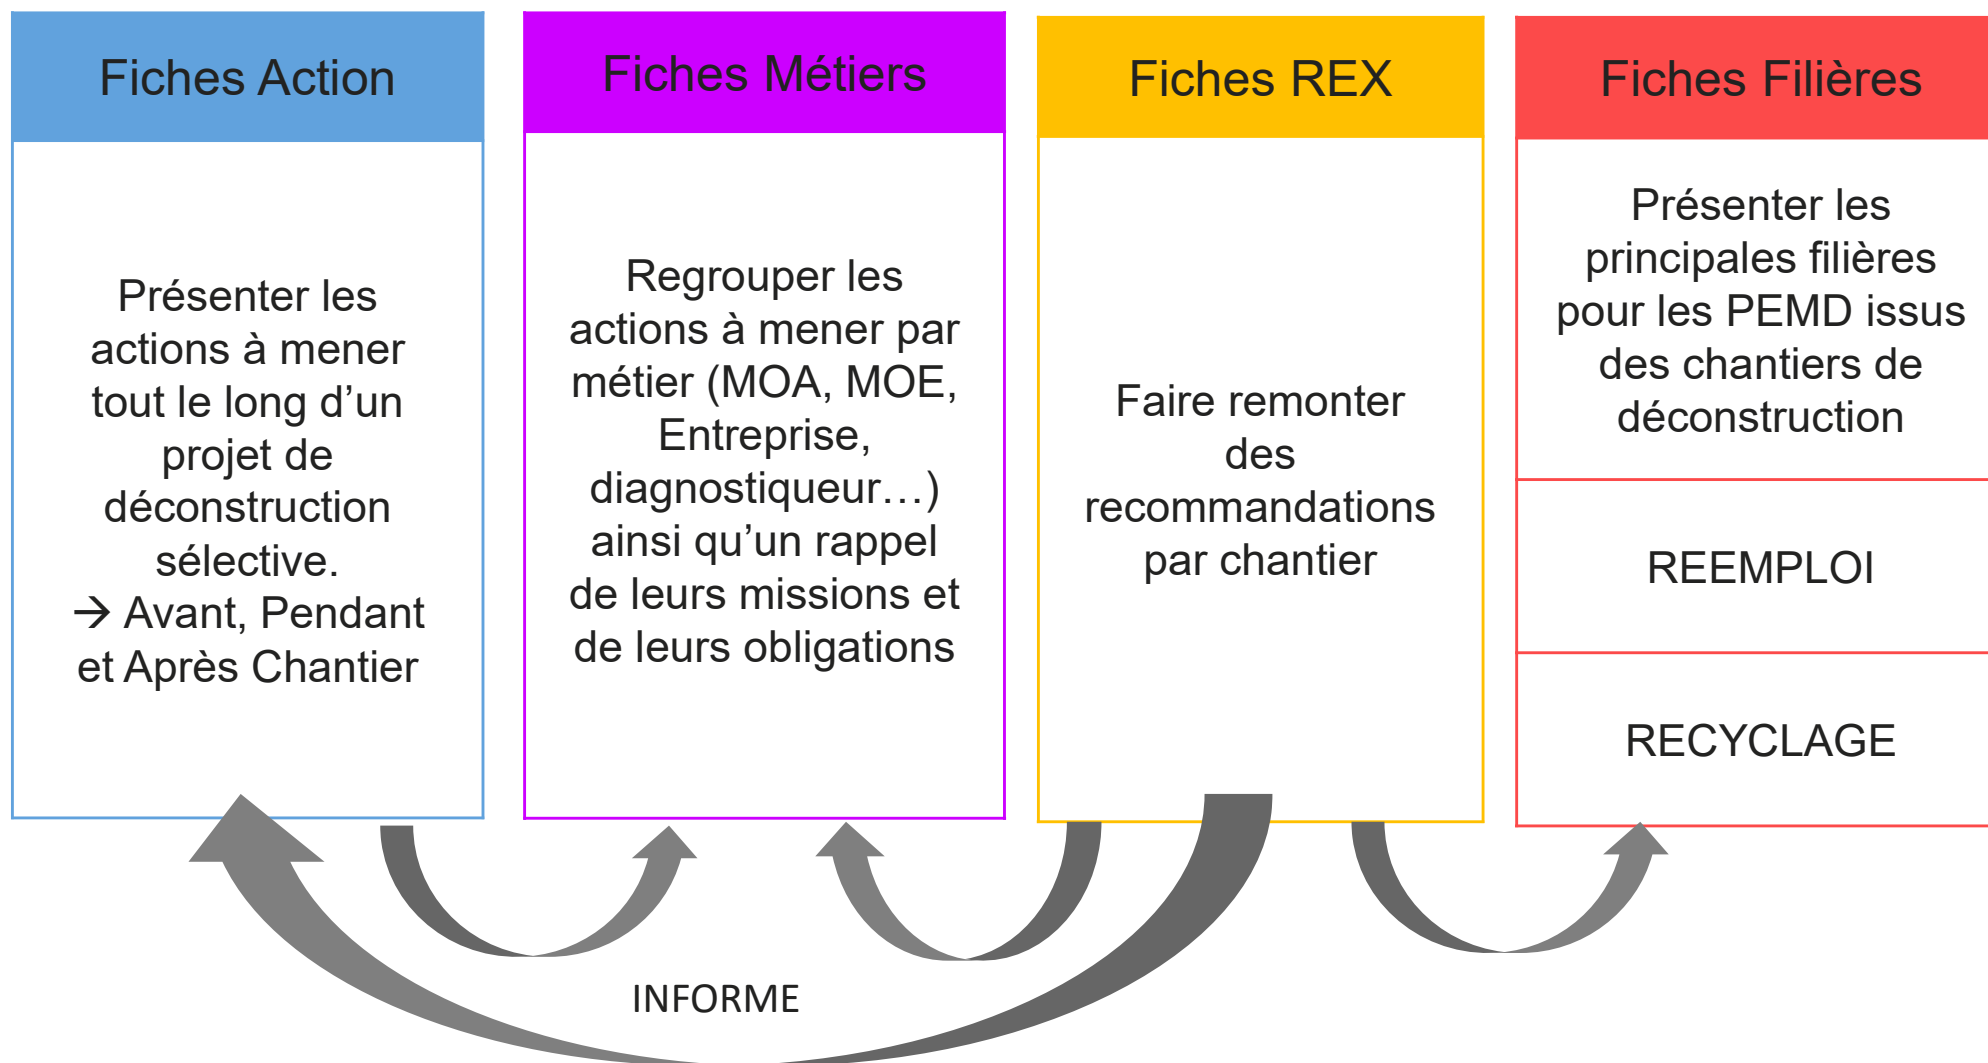 Fiches Action
Présenter les
actions à mener
tout le long d’un
projet de
déconstruction
sélective.
→ Avant, Pendant
et Après Chantier
Fiches Métiers
Regrouper les
actions à mener par
métier (MOA, MOE,
Entreprise,
diagnostiqueur…)
ainsi qu’un rappel
de leurs missions et
de leurs obligations
Fiches REX
Faire remonter
des
recommandations
par chantier
Fiches Filières
Présenter les
principales filières
pour les PEMD issus
des chantiers de
déconstruction
REEMPLOI
RECYCLAGE
INFORME